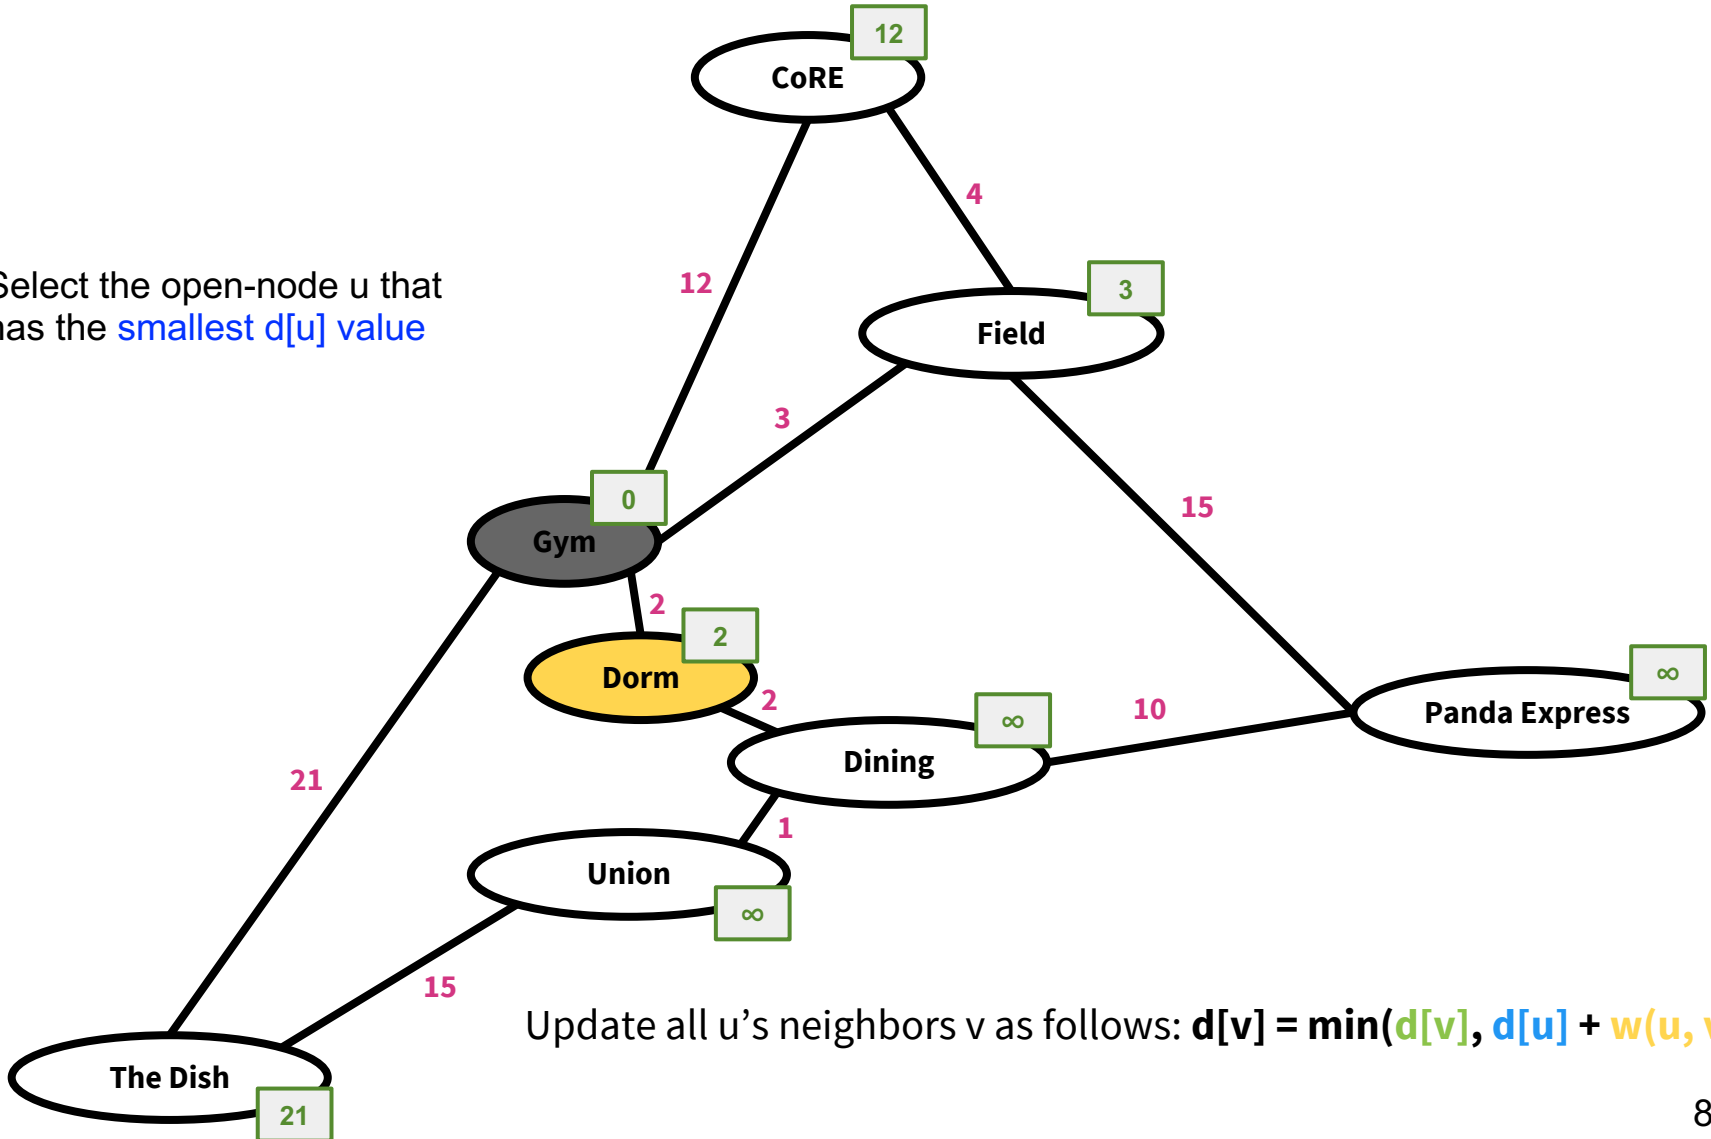 12
CoRE
4
Select the open-node u that
has the smallest d[u] value
12
3
Field
3
15
0
Gym
2
2
Dorm
2
∞
Panda Express
∞
10
Dining
21
1
Union
∞
15
Update all u’s neighbors v as follows: d[v] = min(d[v], d[u] + w(u, v
The Dish
21
8